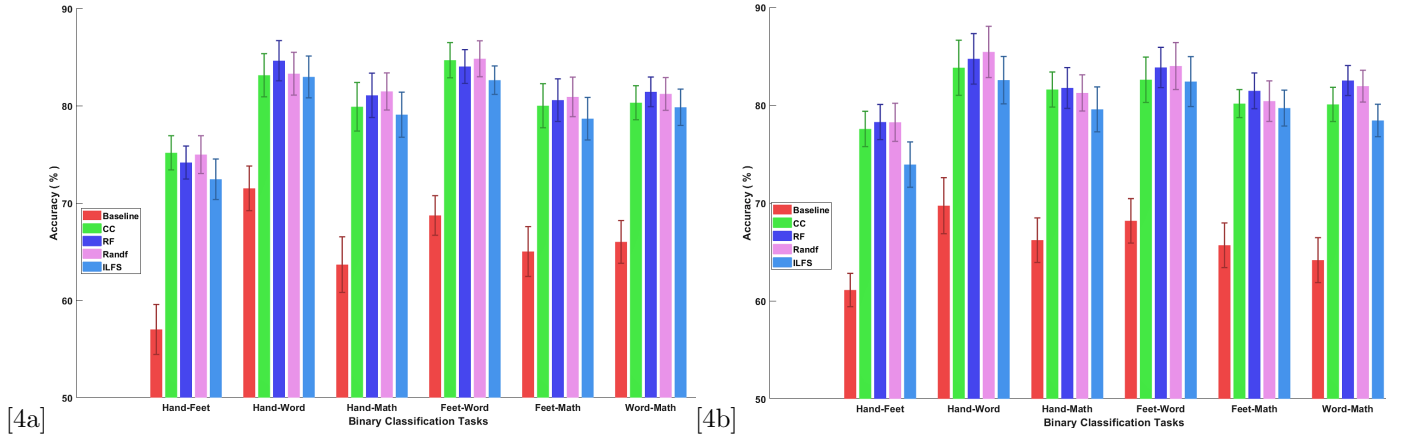 90
80
70
60
50
Accuracy ( % )
Baseline
CC
RF
Randf
ILFS
Hand-Feet Hand-Word Hand-Math Feet-Word Feet-Math Word-Math
Binary Classification Tasks
[4a]
90
80
70
60
50
Accuracy ( % )
Baseline
CC
RF
Randf
ILFS
Hand-Feet Hand-Word Hand-Math Feet-Word Feet-Math Word-Math
Binary Classification Tasks
[4b]